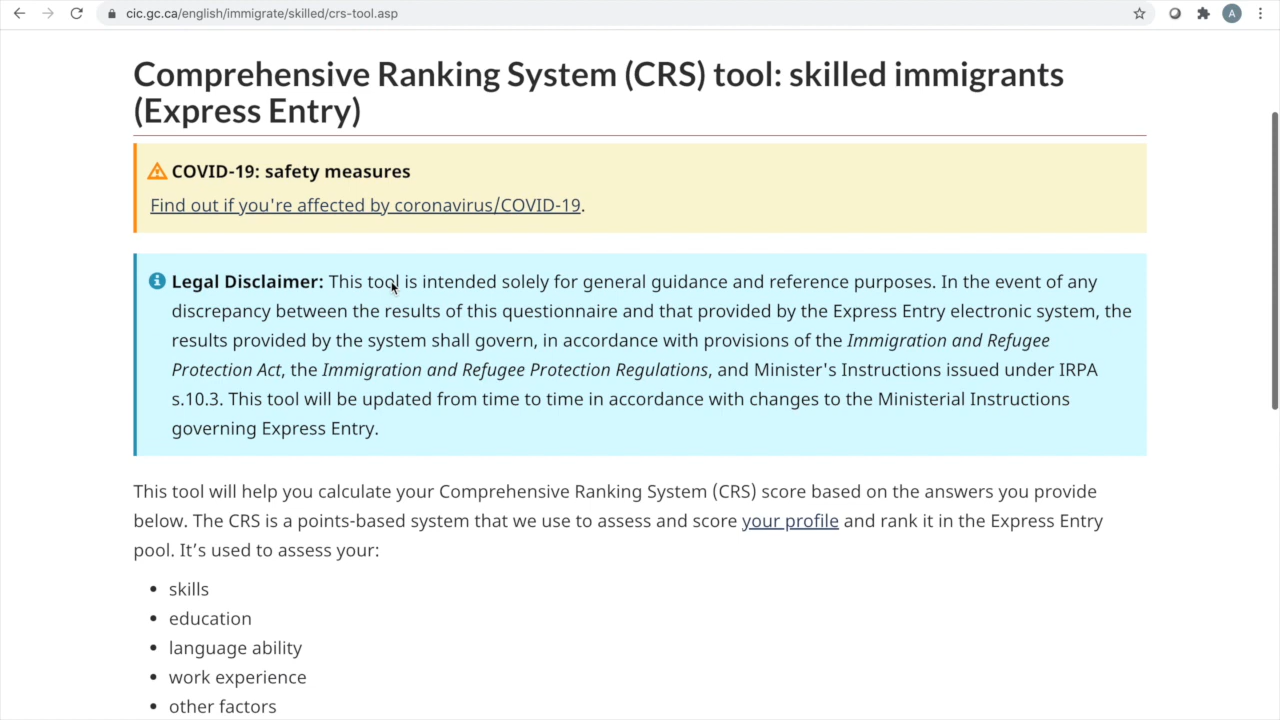 cic.gc.ca/english/immigrate/skilled/crs-tool.asp
A
Comprehensive Ranking System (CRS) tool: skilled immigrants
(Express Entry)
COVID-19: safety measures
Find out if you're affected by coronavirus/COVID-19.
Legal Disclaimer: This tool is intended solely for general guidance and reference purposes. In the event of any
discrepancy between the results of this questionnaire and that provided by the Express Entry electronic system, the
results provided by the system shall govern, in accordance with provisions of the Immigration and Refugee
Protection Act, the Immigration and Refugee Protection Regulations, and Minister's Instructions issued under IRPA
s.10.3. This tool will be updated from time to time in accordance with changes to the Ministerial Instructions
governing Express Entry.
This tool will help you calculate your Comprehensive Ranking System (CRS) score based on the answers you provide
below. The CRS is a points-based system that we use to assess and score your profile and rank it in the Express Entry
pool. It’s used to assess your:
• skills
• education
• language ability
• work experience
• other factors